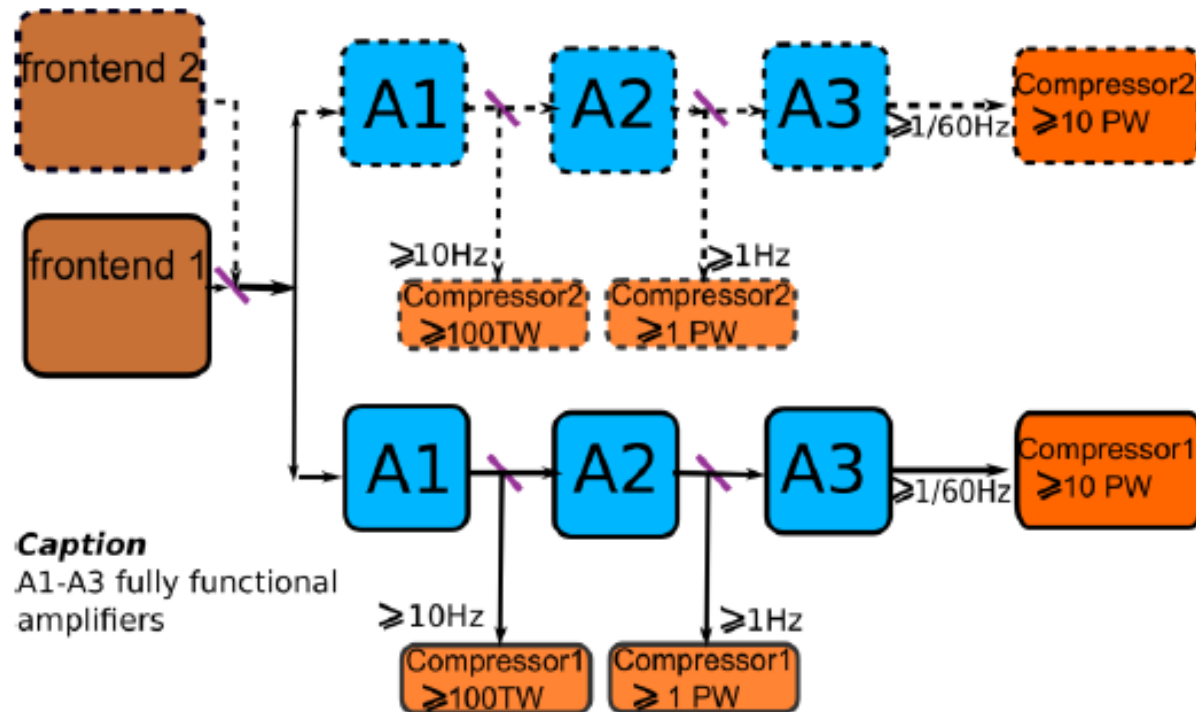 frontend 2
A1
A2
A3
Compressor2
⩾10 PW
⩾1/60Hz
frontend 1
⩾10Hz
⩾1Hz
Compressor2
⩾100TW
Compressor2
⩾1 PW
A1
A2
A3
Compressor1
⩾10 PW
⩾1/60Hz
Caption
A1-A3 fully functional
amplifiers
⩾10Hz
⩾1Hz
Compressor1
⩾100TW
Compressor1
⩾ 1 PW